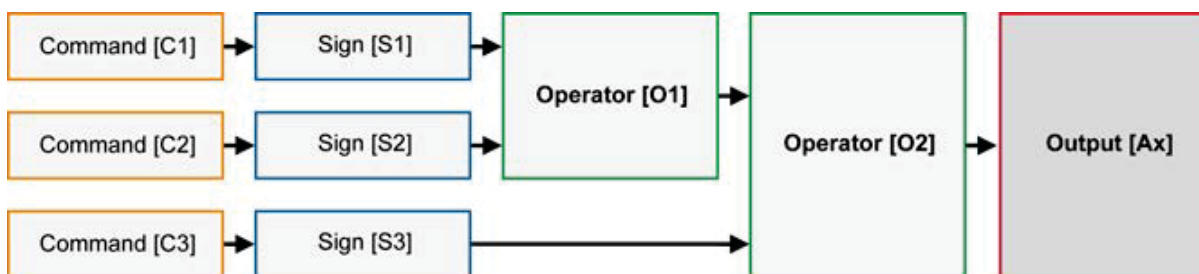 Command [C1]
Sign [S1]
Operator [O1]
Command [C2]
Sign [S2]
Operator [O2]
Output [Ax]
Command [C3]
Sign [S3]